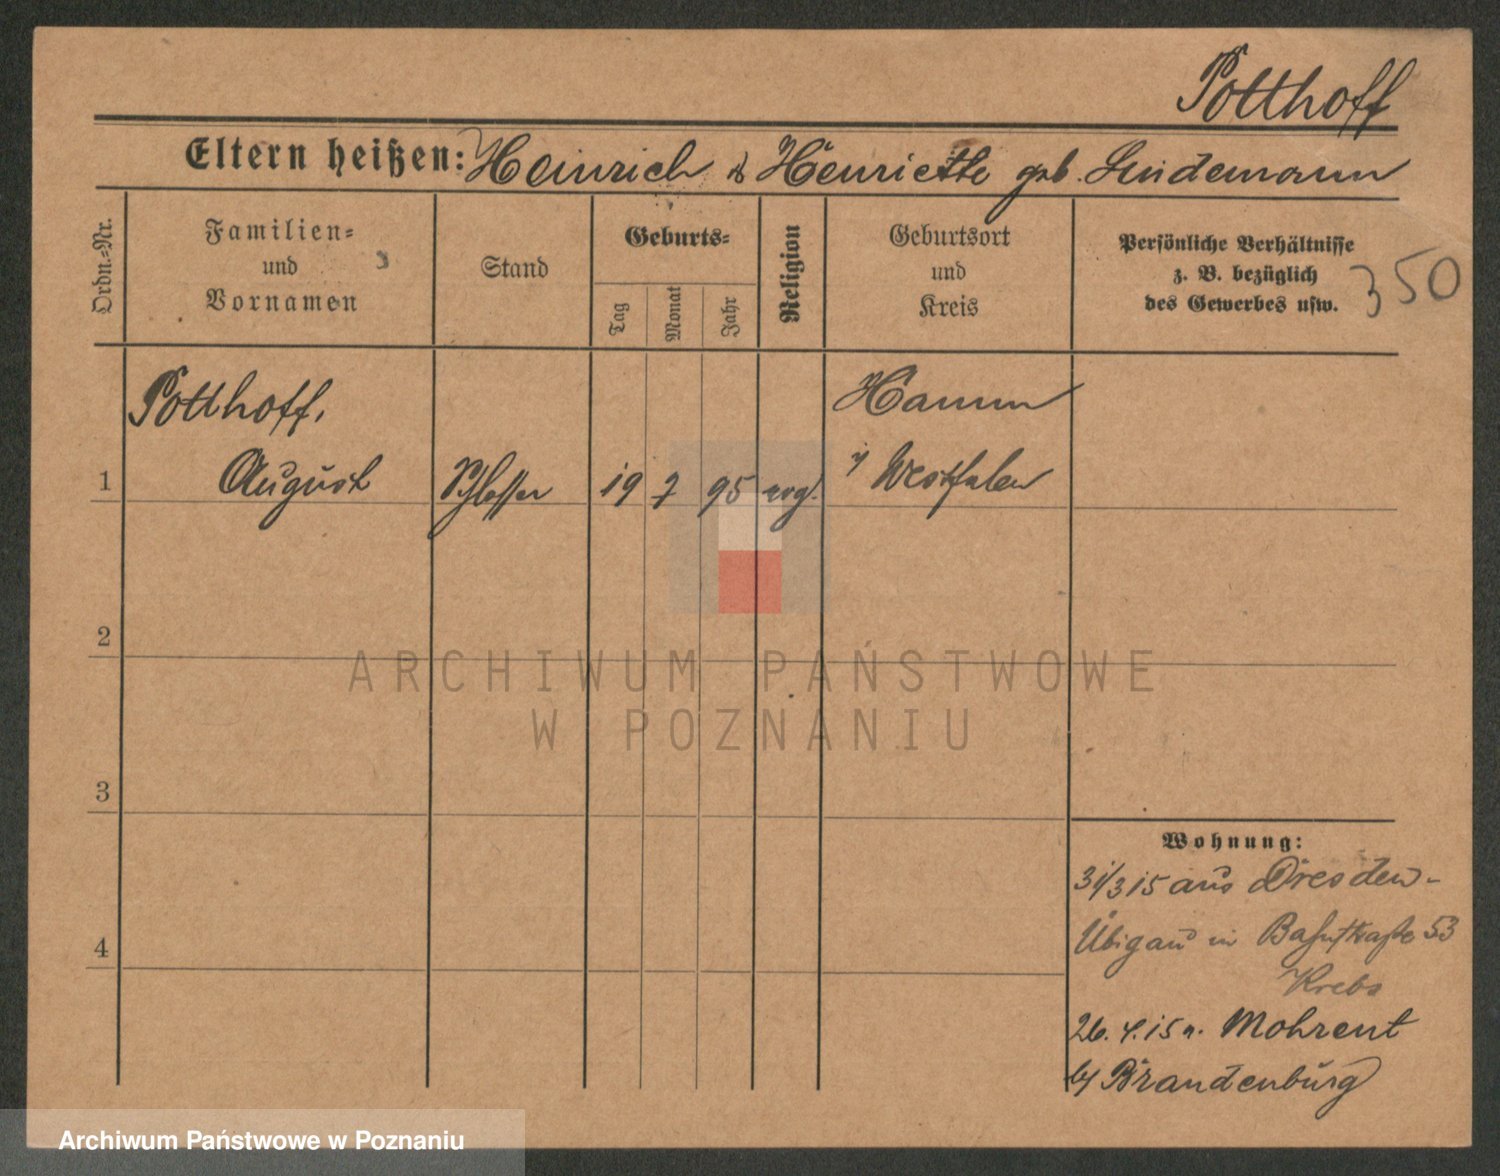 Potthoff
Eltern heißen: Heinrich & Henriette geb. Lindemann
Ordn.-Nr.
Familien-
und
Vornamen
Stand
Geburts-
Tag
Monat
Jahr
Religion
Geburtsort
und
Kreis
Persönliche Verhältnisse
z. B. bezüglich
des Gewerbes usw.
350
Potthoff,
Hamm
1 August Schlosser 19 7 95 evgl. i/ Westfalen
2
3
4
ARCHIWUM PAŃSTWOWE
W POZNANIU
Wohnung:
31/3 15 aus Dresden-
Übigau in Bahnstraße 53
Krebs
26. 4. 15 n. Mohrent
b/ Brandenburg
Archiwum Państwowe w Poznaniu